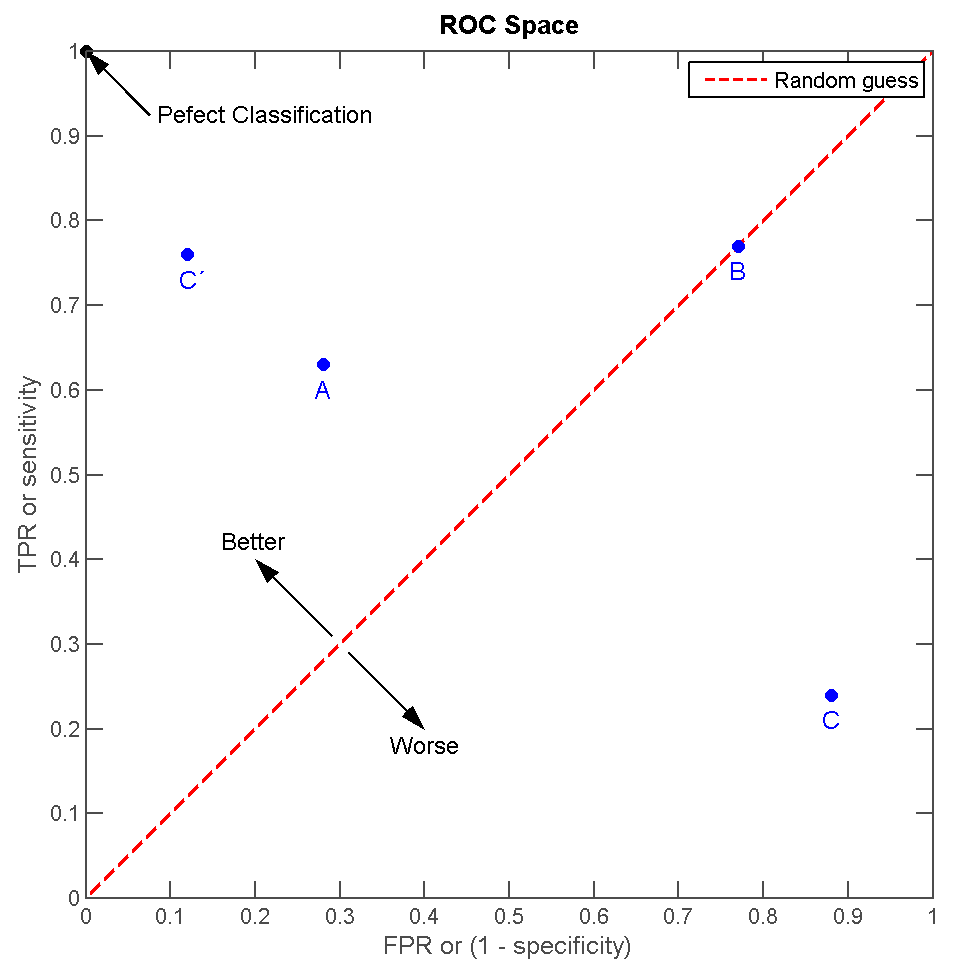 ROC Space
1
Random guess
Pefect Classification
0.9
0.8
C´
B
0.7
A
0.6
TPR or sensitivity
0.5
Better
0.4
0.3
C
0.2
Worse
0.1
0
0 0.1 0.2 0.3 0.4 0.5 0.6 0.7 0.8 0.9 1
FPR or (1 - specificity)